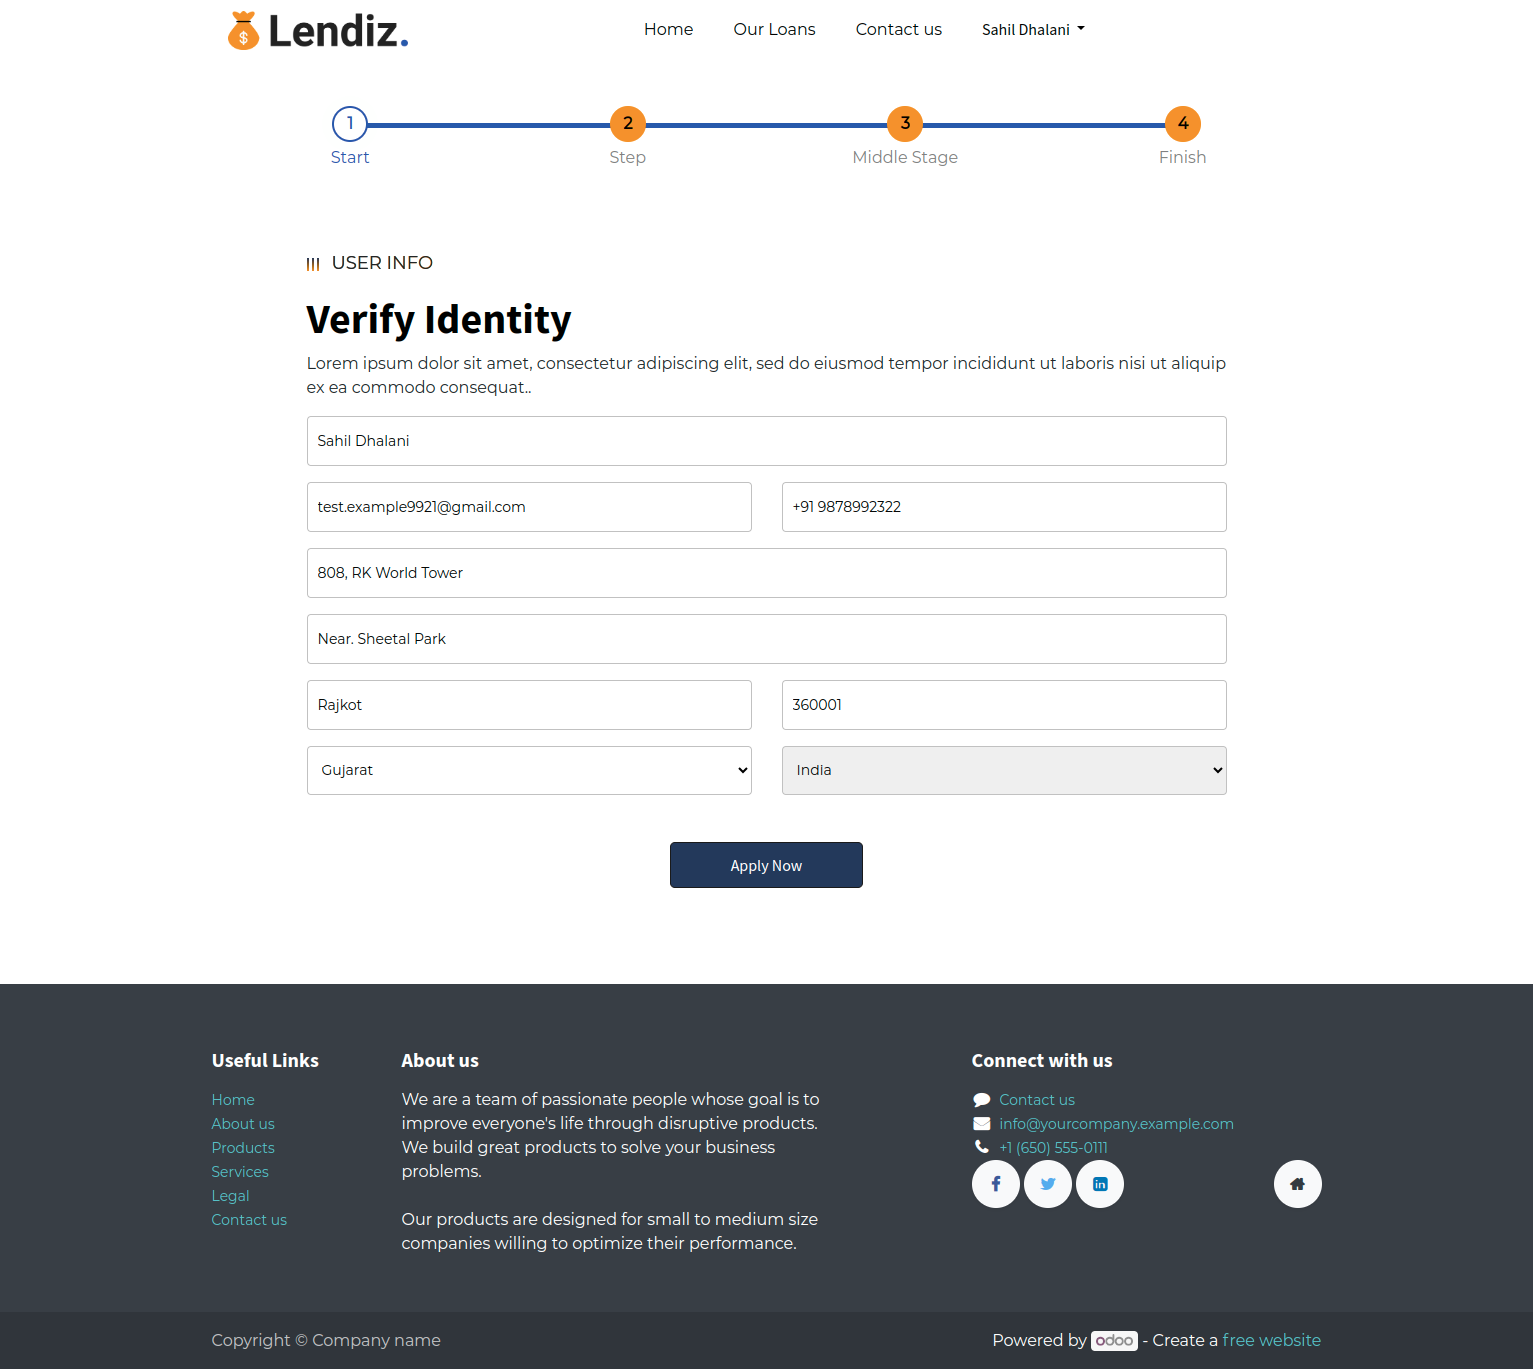 Lendiz.
Home Our Loans Contact us Sahil Dhalani
1 2 3 4
Start Step Middle Stage Finish
USER INFO
Verify Identity
Lorem ipsum dolor sit amet, consectetur adipiscing elit, sed do eiusmod tempor incididunt ut laboris nisi ut aliquip
ex ea commodo consequat..
Sahil Dhalani
test.example9921@gmail.com +91 9878992322
808, RK World Tower
Near. Sheetal Park
Rajkot 360001
Gujarat India
Apply Now
Useful Links
Home
About us
Products
Services
Legal
Contact us
About us
We are a team of passionate people whose goal is to
improve everyone's life through disruptive products.
We build great products to solve your business
problems.
Our products are designed for small to medium size
companies willing to optimize their performance.
Connect with us
Contact us
info@yourcompany.example.com
+1 (650) 555-0111
Copyright © Company name
Powered by odoo - Create a free website